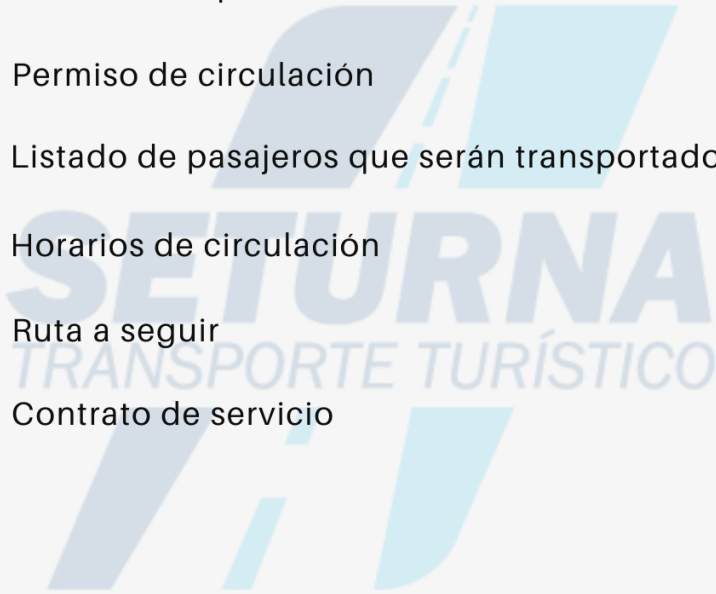 Permiso de circulación
Listado de pasajeros que serán transportado
Horarios de circulación
SETURNA
Ruta a seguir
TRANSPORTE TURÍSTICO
Contrato de servicio